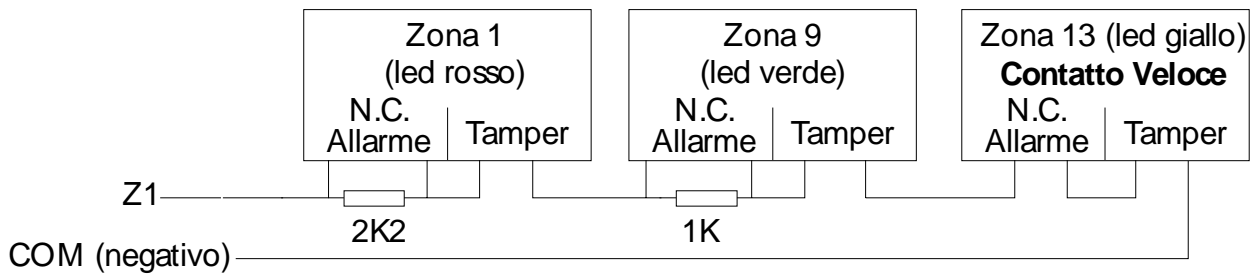 Zona 1
(led rosso)
N.C.
Allarme
Tamper
Zona 9
(led verde)
N.C.
Allarme
Tamper
Zona 13 (led giallo)
Contatto Veloce
N.C.
Allarme
Tamper
Z1
2K2
1K
COM (negativo)